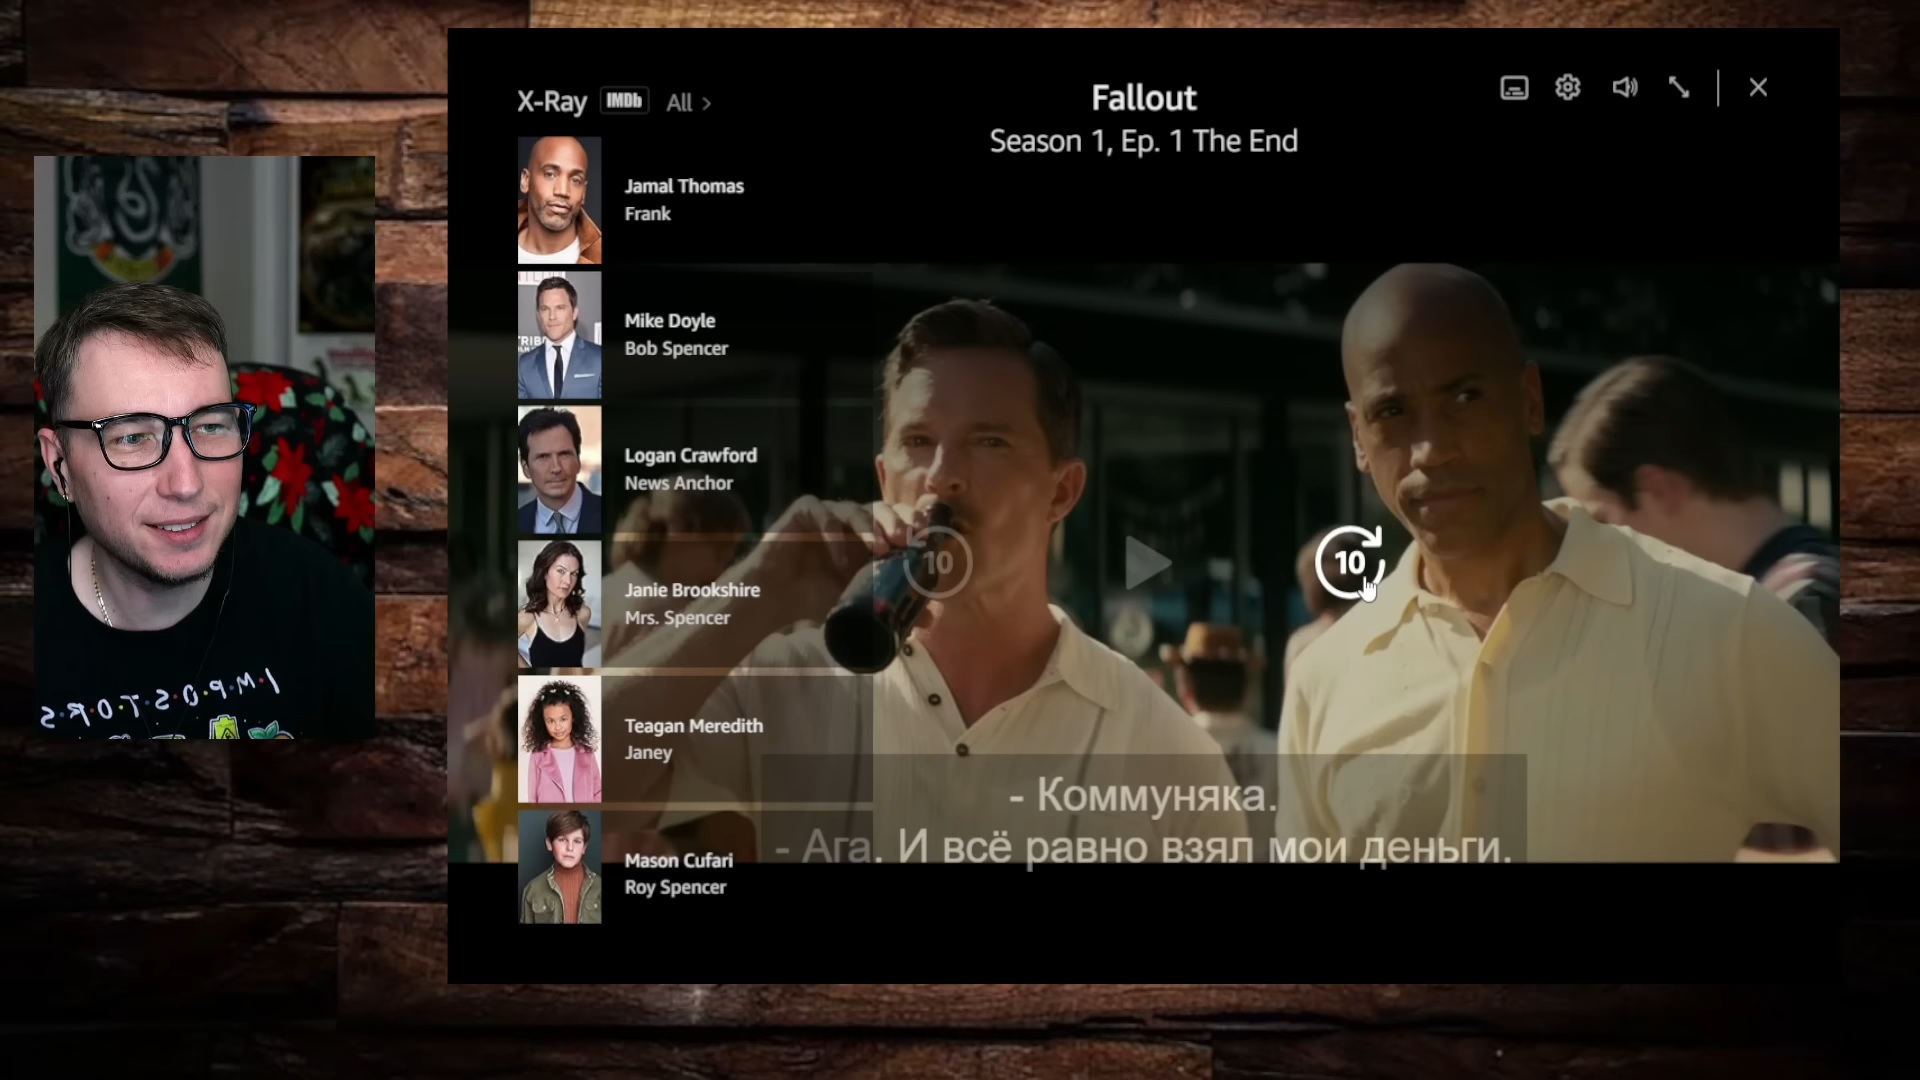 X-Ray IMDb All >
Fallout
Season 1, Ep. 1 The End
Jamal Thomas
Frank
Mike Doyle
Bob Spencer
Logan Crawford
News Anchor
Janie Brookshire
Mrs. Spencer
Teagan Meredith
Janey
Mason Cufari
Roy Spencer
10
10
- Коммуняка.
- Ага. И всё равно взял мои деньги.
I·M·P·O·S·T·O·R·S